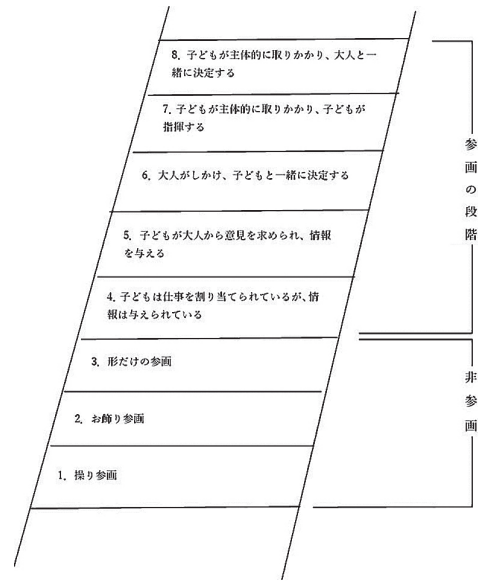 8. 子どもが主体的に取りかかり、大人と一
緒に決定する
7. 子どもが主体的に取りかかり、子どもが
指揮する
6. 大人がしかけ、子どもと一緒に決定する
5. 子どもが大人から意見を求められ、情報
を与える
4. 子どもは仕事を割り当てられているが、情
報は与えられている
3. 形だけの参画
2. お飾り参画
1. 操り参画
参画の段階
非参画